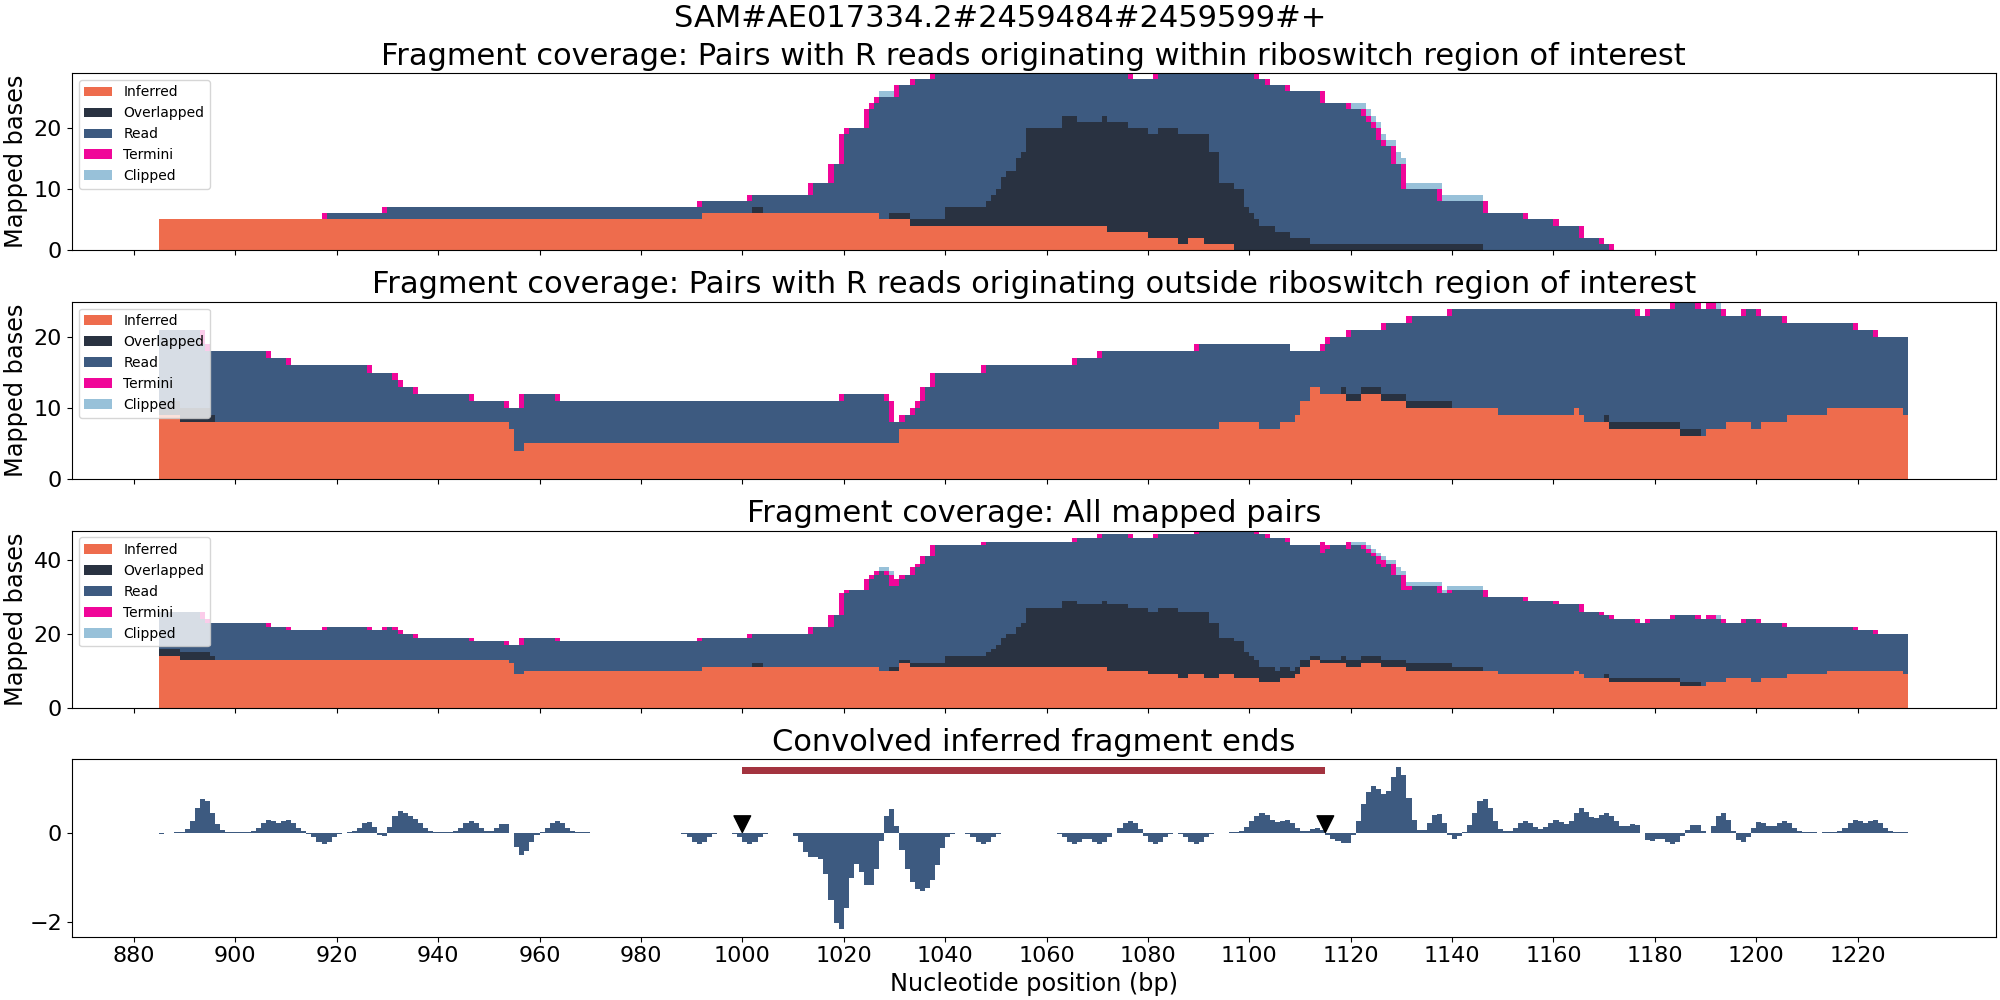 SAM#AE017334.2#2459484#2459599#+
Fragment coverage: Pairs with R reads originating within riboswitch region of interest
Mapped bases
20
10
0
Inferred
Overlapped
Read
Termini
Clipped
Fragment coverage: Pairs with R reads originating outside riboswitch region of interest
Mapped bases
20
10
0
Inferred
Overlapped
Read
Termini
Clipped
Fragment coverage: All mapped pairs
Mapped bases
40
20
0
Inferred
Overlapped
Read
Termini
Clipped
Convolved inferred fragment ends
0
−2
880 900 920 940 960 980 1000 1020 1040 1060 1080 1100 1120 1140 1160 1180 1200 1220
Nucleotide position (bp)